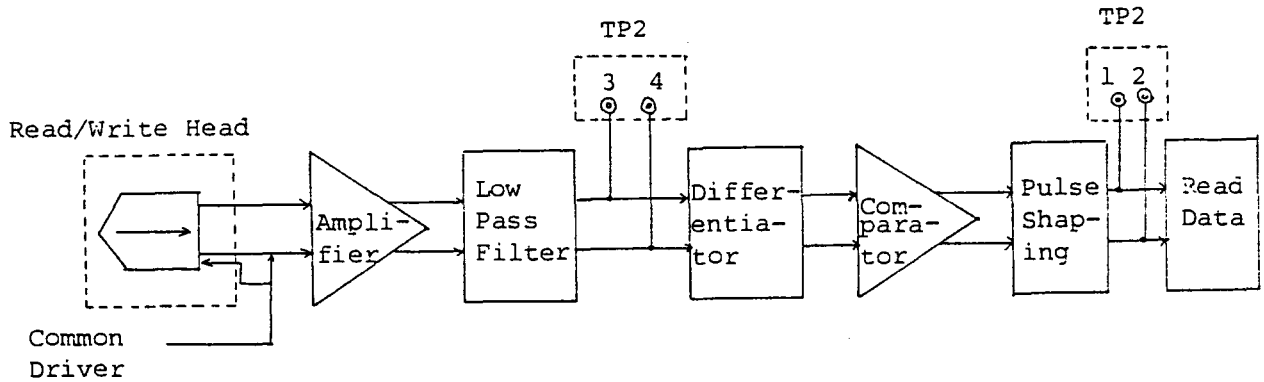 TP2
3 4
TP2
1 2
Read/Write Head
Ampli-
fier
Low
Pass
Filter
Differ-
entia-
tor
Com-
para-
tor
Pulse
Shap-
ing
Read
Data
Common
Driver